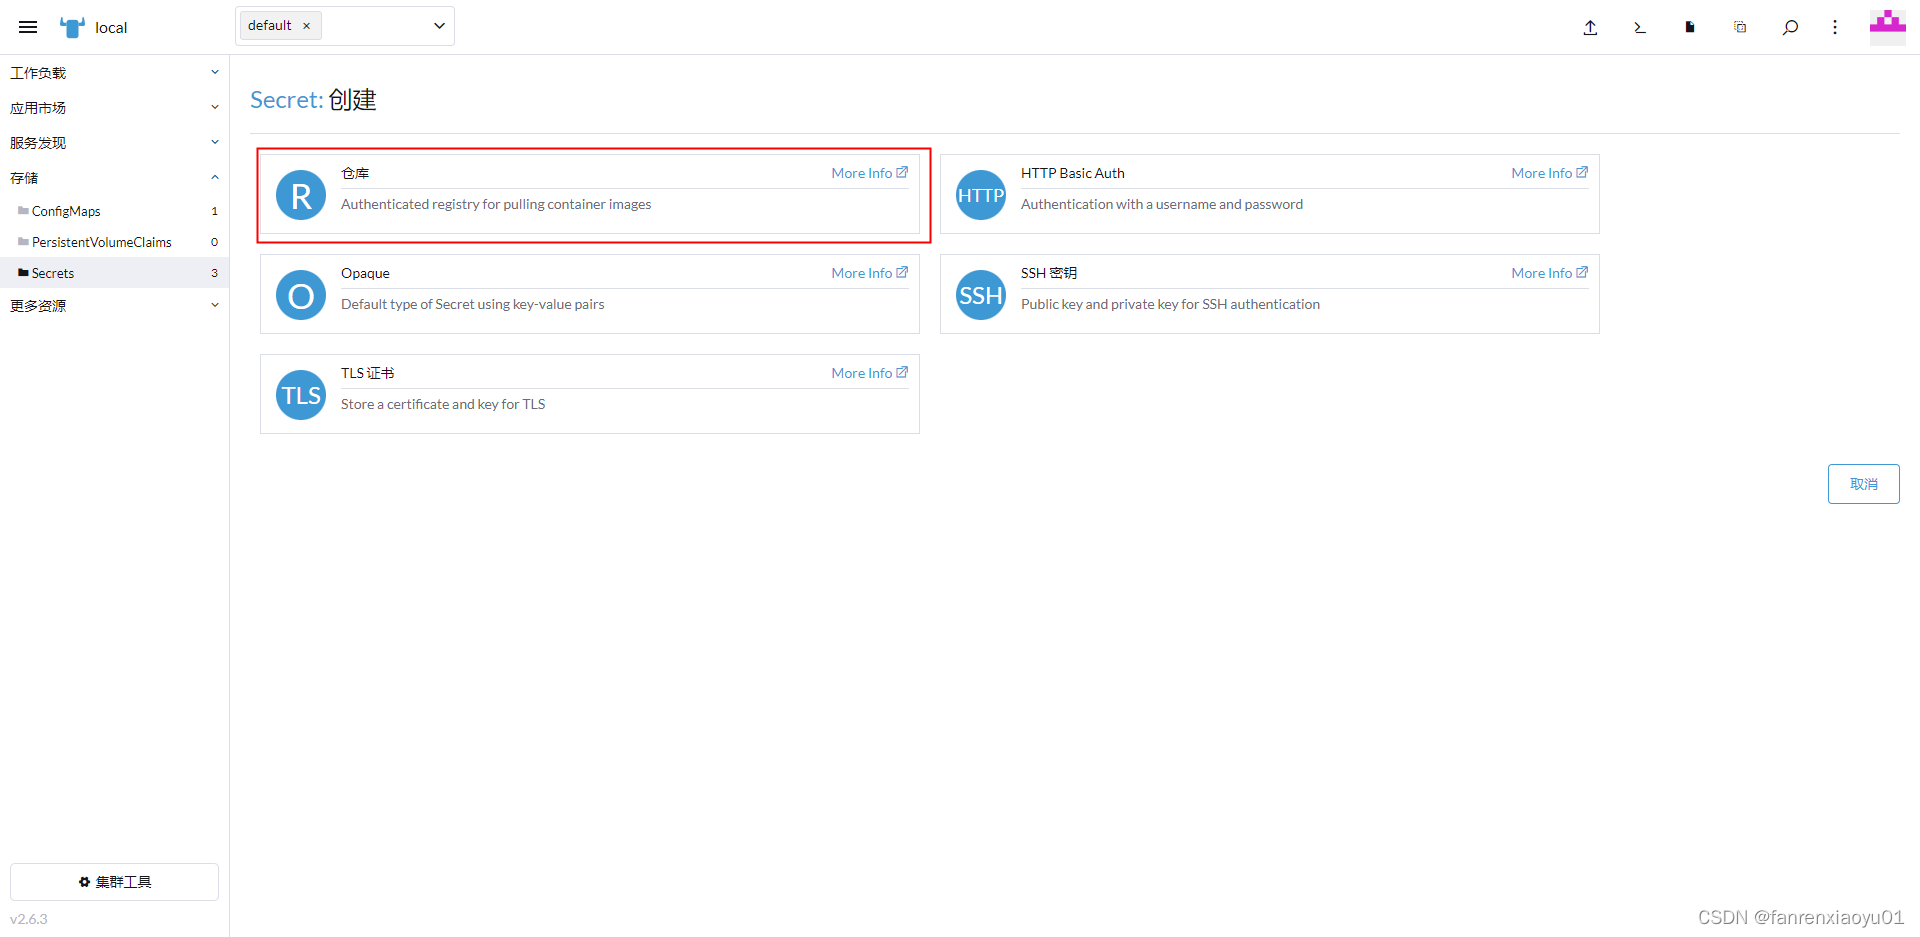 local
default ×
工作负载
应用市场
服务发现
存储
ConfigMaps 1
PersistentVolumeClaims 0
Secrets 3
更多资源
集群工具
v2.6.3
Secret: 创建
R
仓库
More Info
Authenticated registry for pulling container images
HTTP
HTTP Basic Auth
More Info
Authentication with a username and password
O
Opaque
More Info
Default type of Secret using key-value pairs
SSH
SSH 密钥
More Info
Public key and private key for SSH authentication
TLS
TLS 证书
More Info
Store a certificate and key for TLS
取消
CSDN @fanrenxiaoyu01